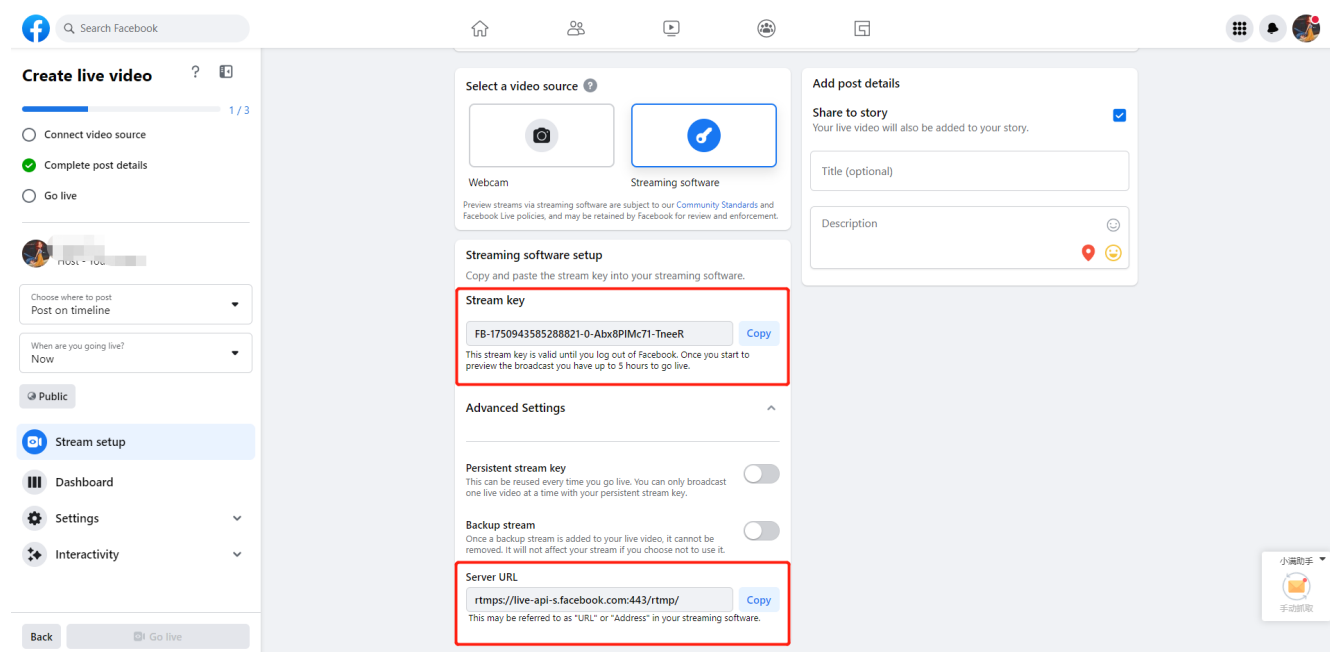 Search Facebook
Create live video
?
1 / 3
Connect video source
Complete post details
Go live
Host - You
Choose where to post
Post on timeline
When are you going live?
Now
Public
Stream setup
Dashboard
Settings
Interactivity
Back
Go live
Select a video source ?
Webcam
Streaming software
Preview streams via streaming software are subject to our Community Standards and
Facebook Live policies, and may be retained by Facebook for review and enforcement.
Streaming software setup
Copy and paste the stream key into your streaming software.
Stream key
FB-1750943585288821-0-Abx8PIMc71-TneeR
Copy
This stream key is valid until you log out of Facebook. Once you start to
preview the broadcast you have up to 5 hours to go live.
Advanced Settings
Persistent stream key
This can be reused every time you go live. You can only broadcast
one live video at a time with your persistent stream key.
Backup stream
Once a backup stream is added to your live video, it cannot be
removed. It will not affect your stream if you choose not to use it.
Server URL
rtmps://live-api-s.facebook.com:443/rtmp/
Copy
This may be referred to as "URL" or "Address" in your streaming software.
Add post details
Share to story
Your live video will also be added to your story.
Title (optional)
Description
小满助手
手动抓取